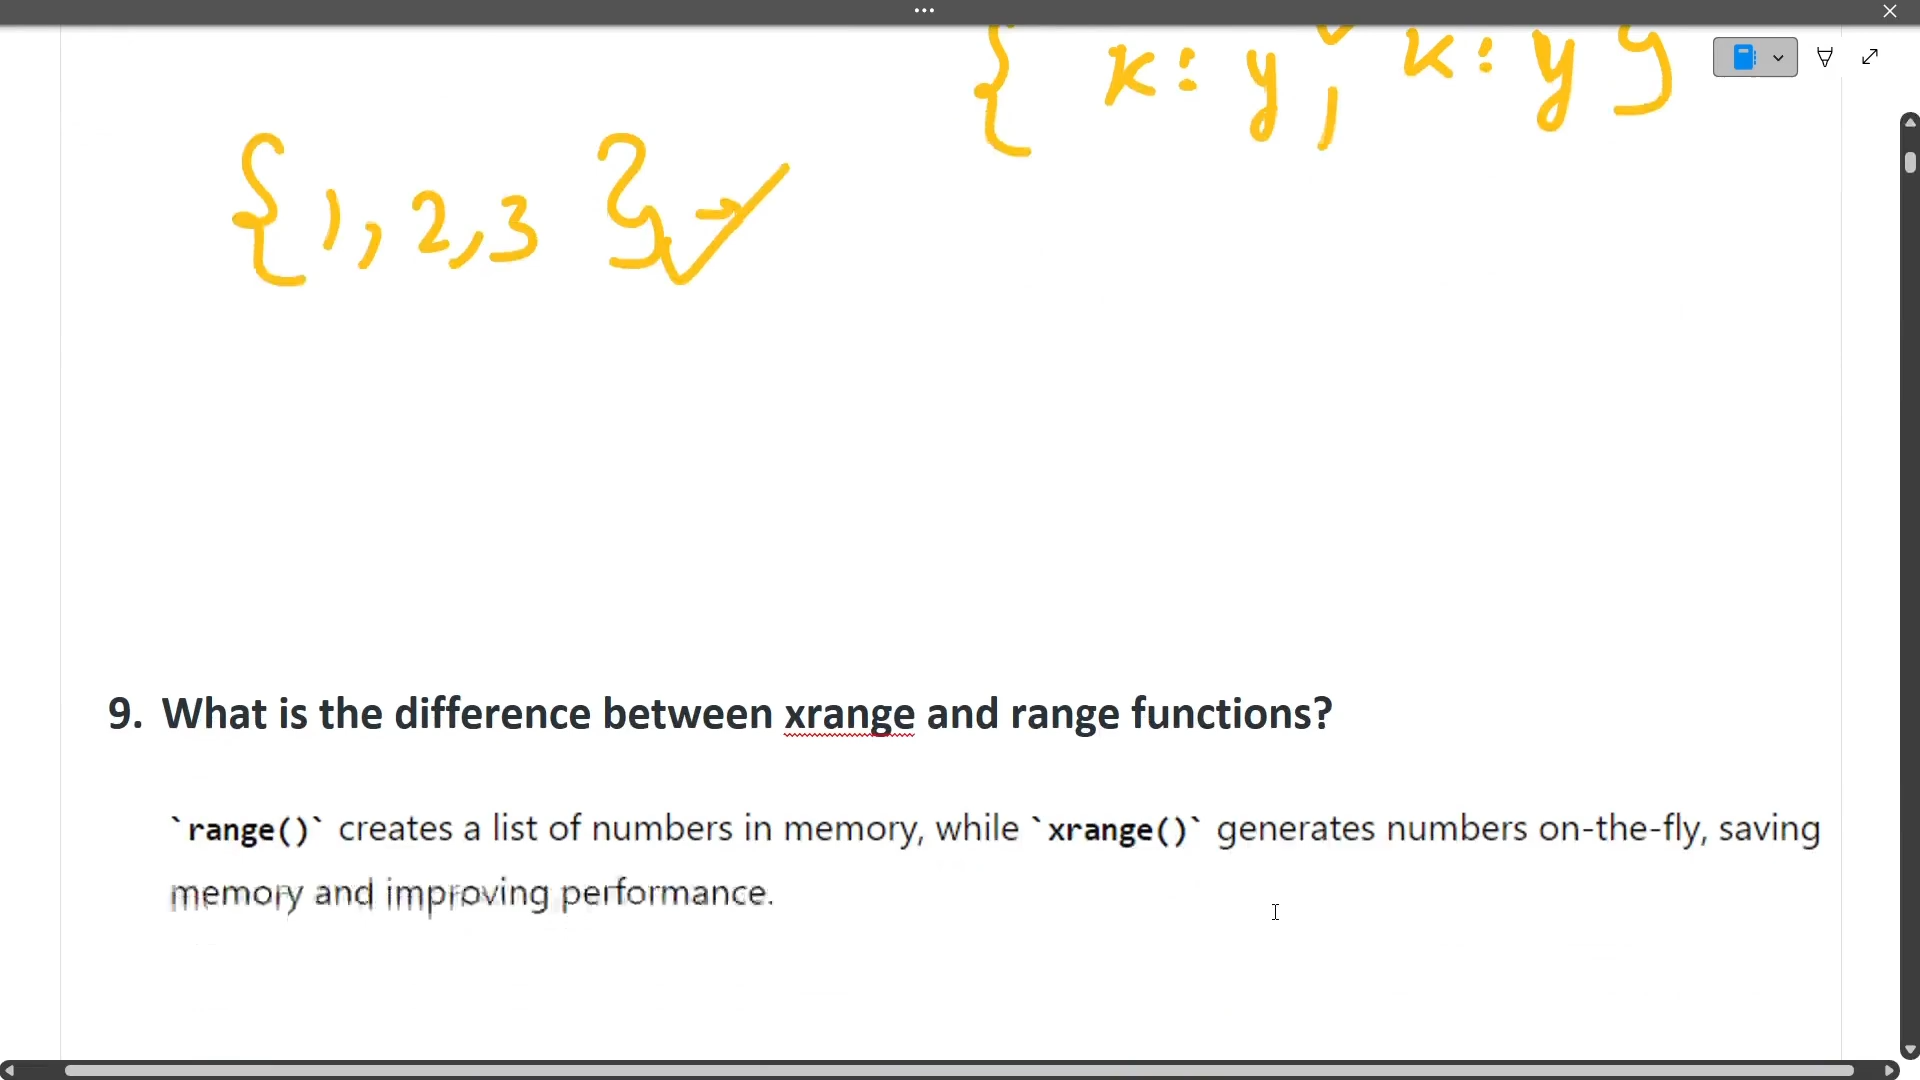 { k: y, k: y }
{ 1, 2, 3 }
9. What is the difference between xrange and range functions?
`range()` creates a list of numbers in memory, while `xrange()` generates numbers on-the-fly, saving
memory and improving performance.